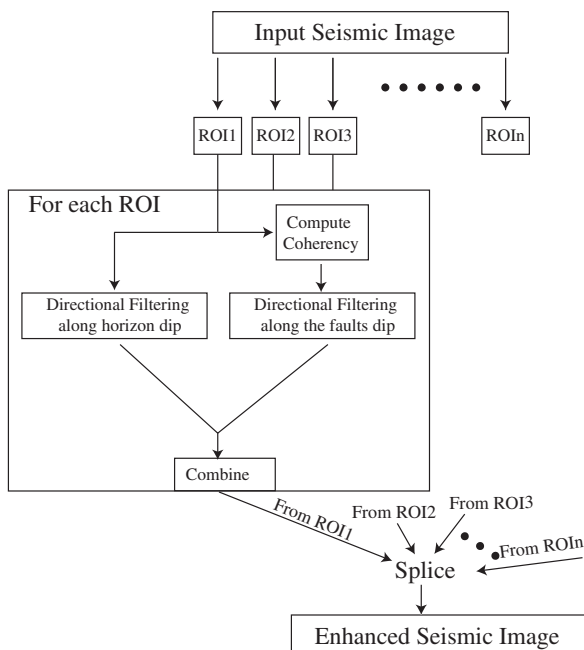 Input Seismic Image
ROI1
ROI2
ROI3
ROIn
For each ROI
Compute
Coherency
Directional Filtering
along horizon dip
Directional Filtering
along the faults dip
Combine
From ROI1
From ROI2
From ROI3
From ROIn
Splice
Enhanced Seismic Image